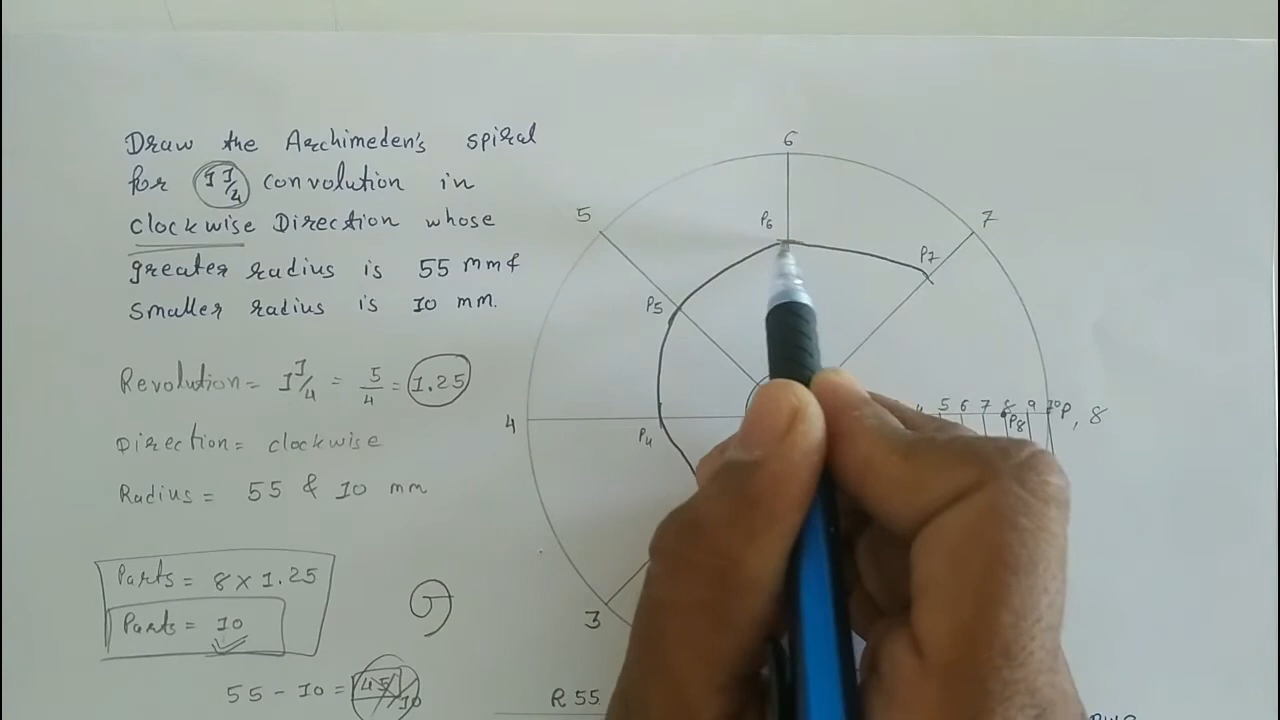 Draw the Archimeden's spiral
for 1 1/4 convolution in
clockwise Direction whose
greater radius is 55 mm &
smaller radius is 10 mm.
Revolution = 1 1/4 = 5/4 = 1.25
Direction = clockwise
Radius = 55 & 10 mm
Parts = 8 x 1.25
Parts = 10
55 - 10 = 45/10
6
5
7
P6
P7
P5
4
P4
5 6 7 8 9 10 P, 8
P8
3
R 55